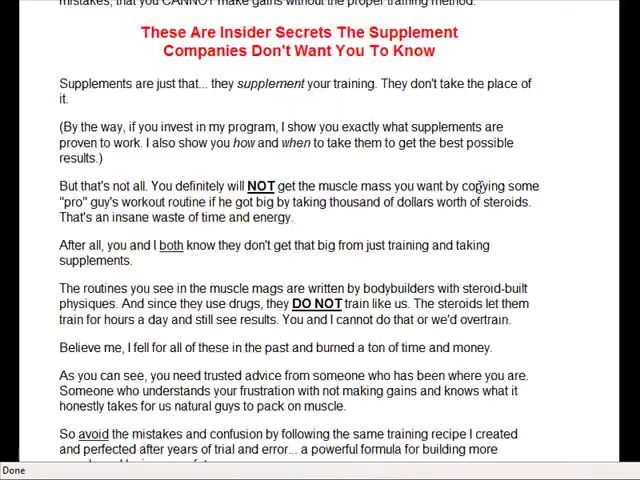 mistakes, that you CANNOT make gains without the proper training method.
These Are Insider Secrets The Supplement
Companies Don't Want You To Know
Supplements are just that... they supplement your training. They don't take the place of
it.
(By the way, if you invest in my program, I show you exactly what supplements are
proven to work. I also show you how and when to take them to get the best possible
results.)
But that's not all. You definitely will NOT get the muscle mass you want by copying some
"pro" guy's workout routine if he got big by taking thousand of dollars worth of steroids.
That's an insane waste of time and energy.
After all, you and I both know they don't get that big from just training and taking
supplements.
The routines you see in the muscle mags are written by bodybuilders with steroid-built
physiques. And since they use drugs, they DO NOT train like us. The steroids let them
train for hours a day and still see results. You and I cannot do that or we'd overtrain.
Believe me, I fell for all of these in the past and burned a ton of time and money.
As you can see, you need trusted advice from someone who has been where you are.
Someone who understands your frustration with not making gains and knows what it
honestly takes for us natural guys to pack on muscle.
So avoid the mistakes and confusion by following the same training recipe I created
and perfected after years of trial and error... a powerful formula for building more
Done